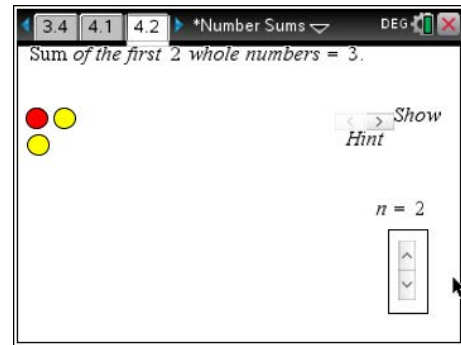 3.4 4.1 4.2 *Number Sums DEG
Sum of the first 2 whole numbers = 3.
Show
Hint
n = 2